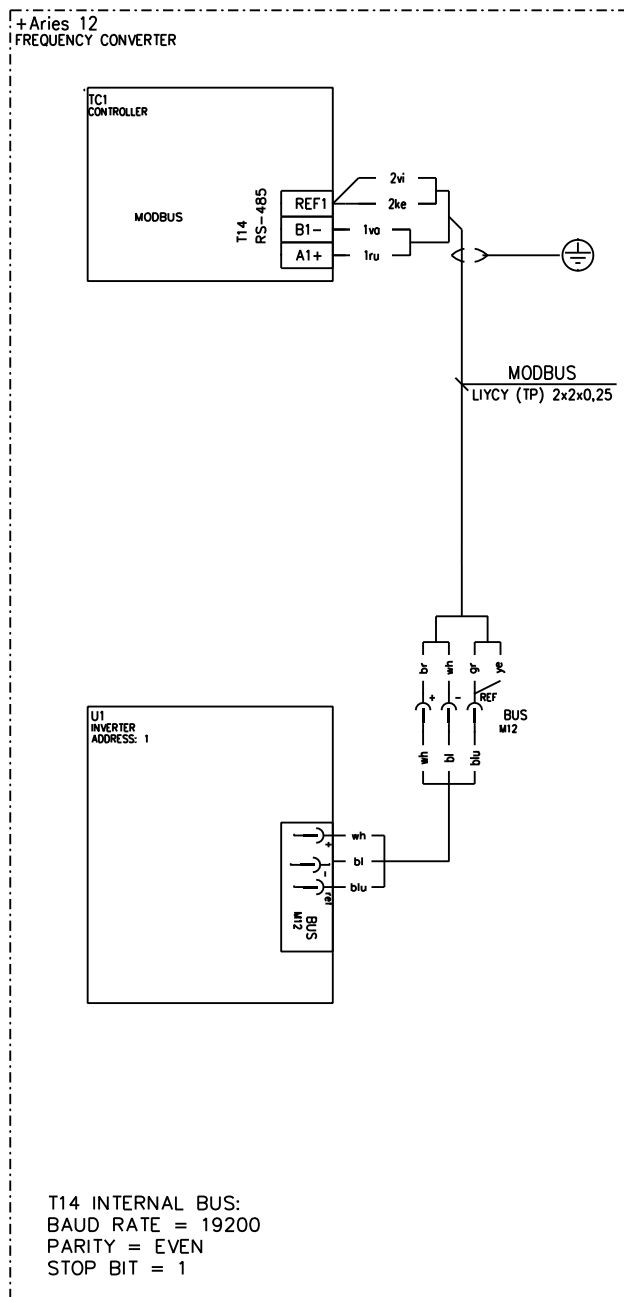 +Aries 12
FREQUENCY CONVERTER
TC1
CONTROLLER
MODBUS
T14
RS-485
REF1
B1-
A1+
2vi
2ke
1va
1ru
MODBUS
LIYCY (TP) 2x2x0,25
br
wh
gr
ye
+
-
REF
BUS
M12
wh
bl
blu
U1
INVERTER
ADDRESS: 1
wh
+
bl
-
blu
ref
BUS
M12
T14 INTERNAL BUS:
BAUD RATE = 19200
PARITY = EVEN
STOP BIT = 1